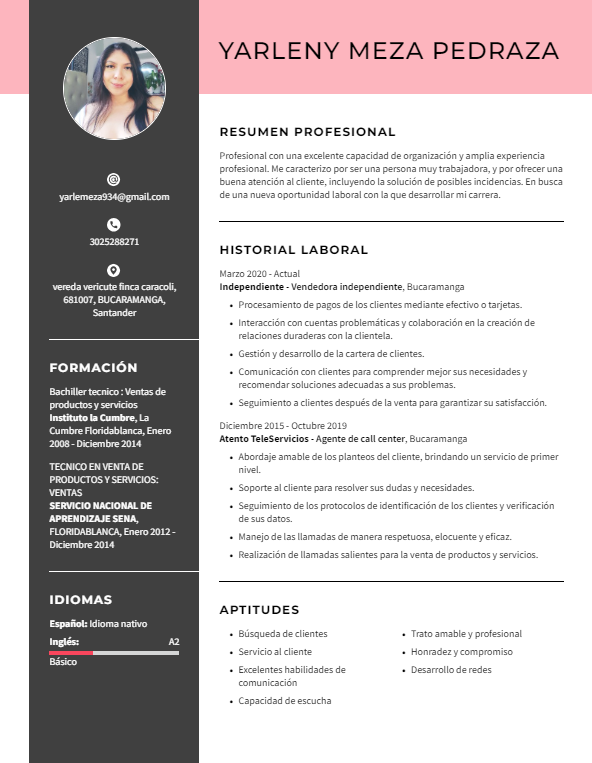 YARLENY MEZA PEDRAZA
yarlemeza934@gmail.com
3025288271
vereda vericute finca caracoli,
681007, BUCARAMANGA,
Santander
FORMACIÓN
Bachiller tecnico : Ventas de
productos y servicios
Instituto la Cumbre, La
Cumbre Floridablanca, Enero
2008 - Diciembre 2014
TECNICO EN VENTA DE
PRODUCTOS Y SERVICIOS:
VENTAS
SERVICIO NACIONAL DE
APRENDIZAJE SENA,
FLORIDABLANCA, Enero 2012 -
Diciembre 2014
IDIOMAS
Español: Idioma nativo
Inglés: A2
Básico
RESUMEN PROFESIONAL
Profesional con una excelente capacidad de organización y amplia experiencia
profesional. Me caracterizo por ser una persona muy trabajadora, y por ofrecer una
buena atención al cliente, incluyendo la solución de posibles incidencias. En busca
de una nueva oportunidad laboral con la que desarrollar mi carrera.
HISTORIAL LABORAL
Marzo 2020 - Actual
Independiente - Vendedora independiente, Bucaramanga
• Procesamiento de pagos de los clientes mediante efectivo o tarjetas.
• Interacción con cuentas problemáticas y colaboración en la creación de
relaciones duraderas con la clientela.
• Gestión y desarrollo de la cartera de clientes.
• Comunicación con clientes para comprender mejor sus necesidades y
recomendar soluciones adecuadas a sus problemas.
• Seguimiento a clientes después de la venta para garantizar su satisfacción.
Diciembre 2015 - Octubre 2019
Atento TeleServicios - Agente de call center, Bucaramanga
• Abordaje amable de los planteos del cliente, brindando un servicio de primer
nivel.
• Soporte al cliente para resolver sus dudas y necesidades.
• Seguimiento de los protocolos de identificación de los clientes y verificación
de sus datos.
• Manejo de las llamadas de manera respetuosa, elocuente y eficaz.
• Realización de llamadas salientes para la venta de productos y servicios.
APTITUDES
• Búsqueda de clientes
• Servicio al cliente
• Excelentes habilidades de
comunicación
• Capacidad de escucha
• Trato amable y profesional
• Honradez y compromiso
• Desarrollo de redes